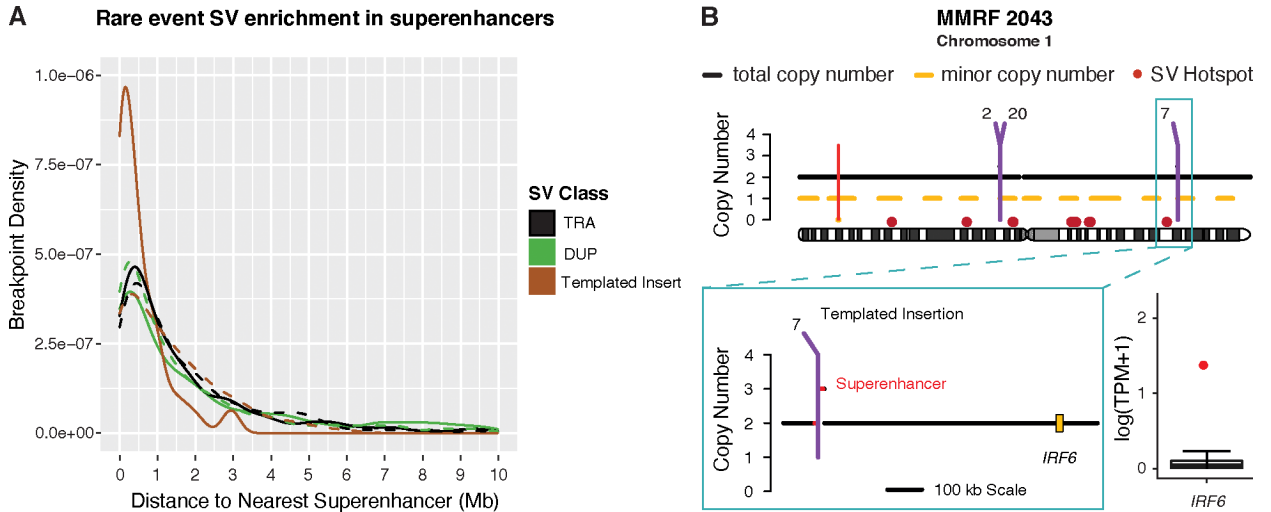 A
Rare event SV enrichment in superenhancers
Breakpoint Density
1.0e−06
7.5e−07
5.0e−07
2.5e−07
0.0e+00
0 1 2 3 4 5 6 7 8 9 10
Distance to Nearest Superenhancer (Mb)
SV Class
TRA
DUP
Templated Insert
B
MMRF 2043
Chromosome 1
total copy number
minor copy number
SV Hotspot
2 20
7
Copy Number
4
3
2
1
0
7
Templated Insertion
Superenhancer
Copy Number
4
3
2
1
0
IRF6
100 kb Scale
log(TPM+1)
2
1
0
IRF6